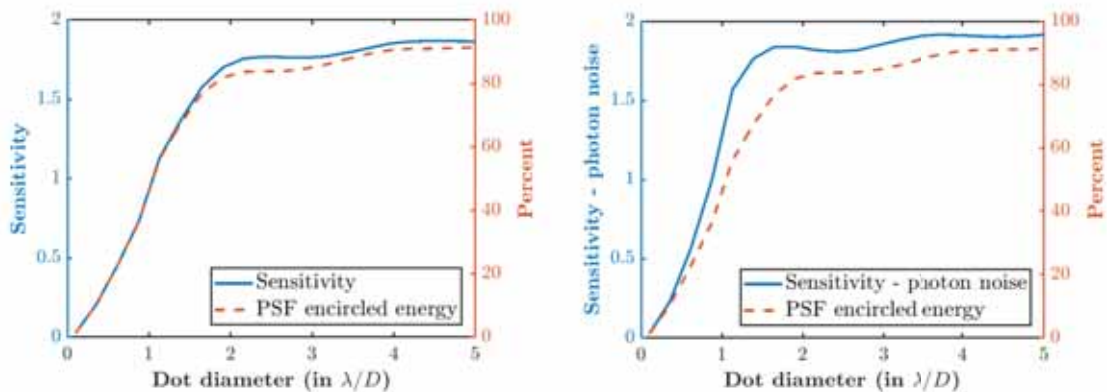 2
1.5
1
0.5
0
Sensitivity
100
80
60
40
20
0
Percent
Sensitivity
PSF encircled energy
0 1 2 3 4 5
Dot diameter (in λ/D)
2
1.5
1
0.5
0
Sensitivity - photon noise
100
80
60
40
20
0
Percent
Sensitivity - photon noise
PSF encircled energy
0 1 2 3 4 5
Dot diameter (in λ/D)